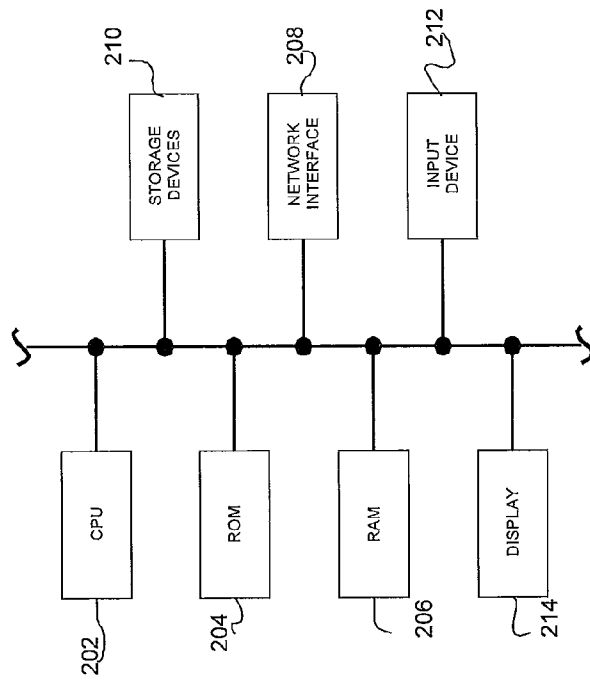 210
208
212
STORAGE
DEVICES
NETWORK
INTERFACE
INPUT
DEVICE
CPU
ROM
RAM
DISPLAY
202
204
206
214